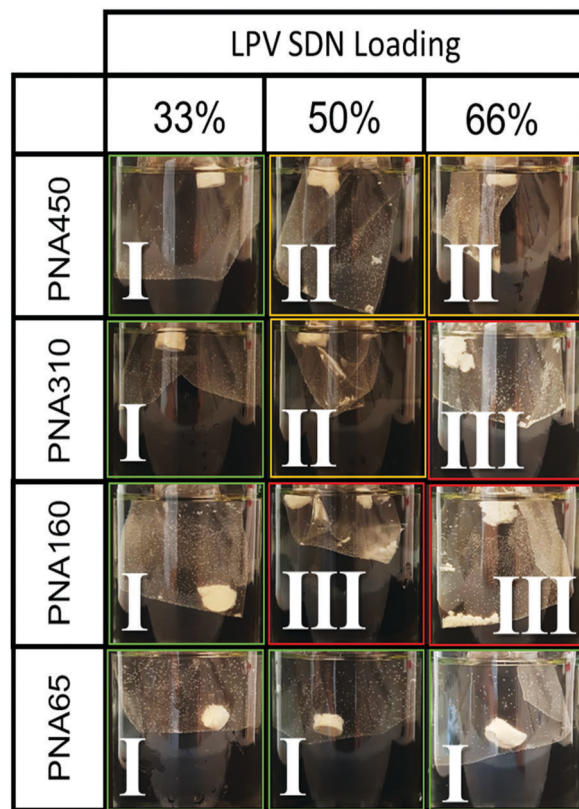 LPV SDN Loading
33% 50% 66%
PNA450 I II II
PNA310 I II III
PNA160 I III III
PNA65 I I I